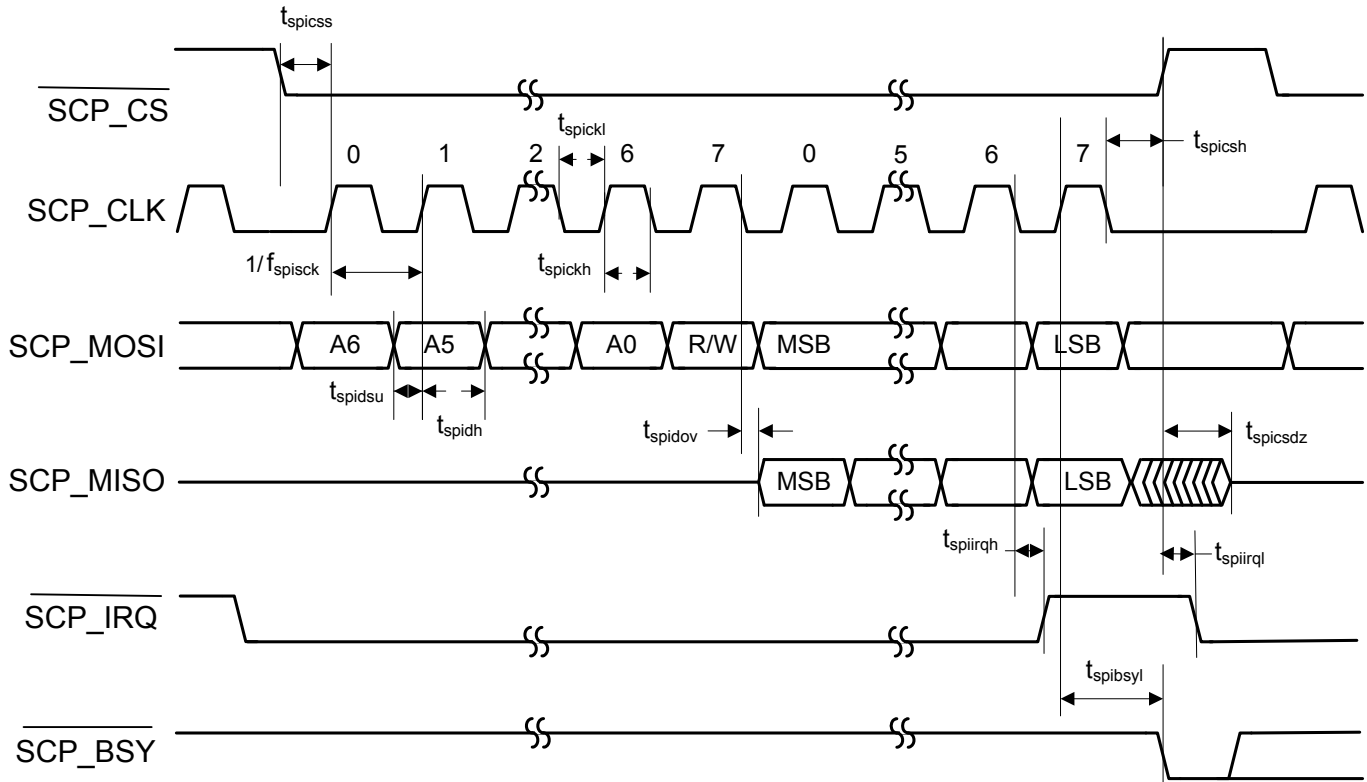 tspicss
SCP_CS
tspickl
0 1 2 6 7 0 5 6 7
tspicsh
SCP_CLK
1/fspisck
tspickh
SCP_MOSI
A6 A5 A0 R/W MSB LSB
tspidsu
tspidh
tspidov
tspicsdz
SCP_MISO
MSB LSB
tspiirqh
tspiirql
SCP_IRQ
tspibsyl
SCP_BSY